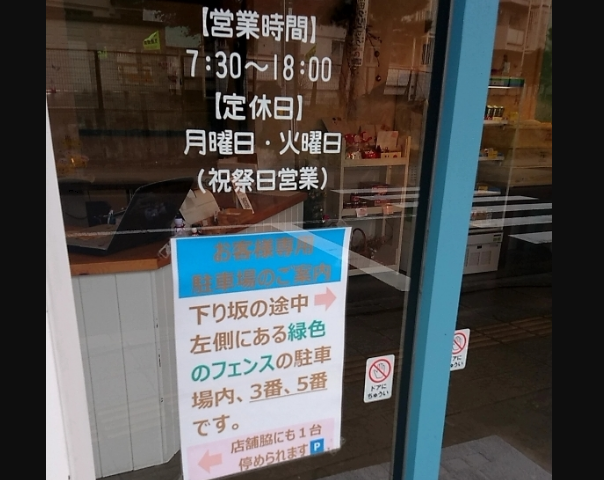 【営業時間】
7:30～18:00
【定休日】
月曜日・火曜日
(祝祭日営業)
お客様専用
駐車場のご案内
下り坂の途中
左側にある緑色
のフェンスの駐車
場内、3番、5番
です。
店舗脇にも1台
停められます P
ドアに
ちゅうい